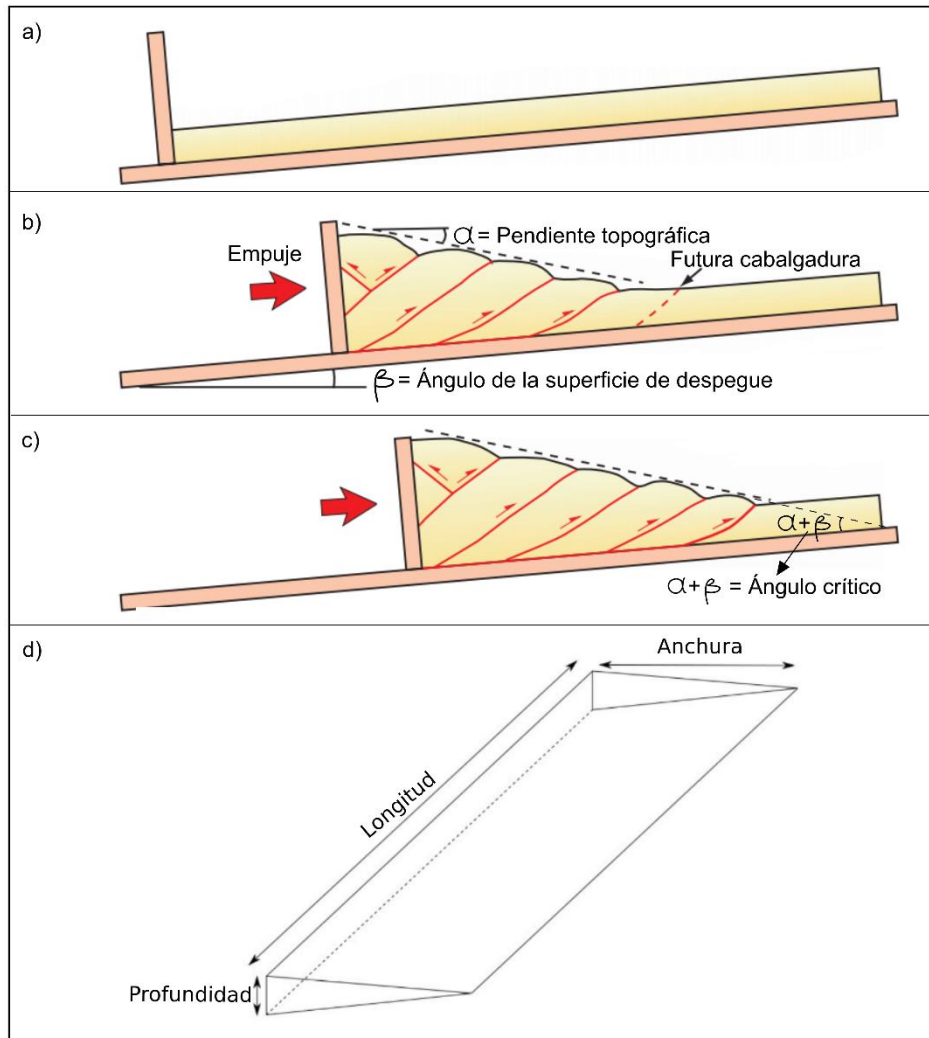 a)
b)
Empuje
α = Pendiente topográfica
Futura cabalgadura
β = Ángulo de la superficie de despegue
c)
α+β
α+β = Ángulo crítico
d)
Anchura
Longitud
Profundidad